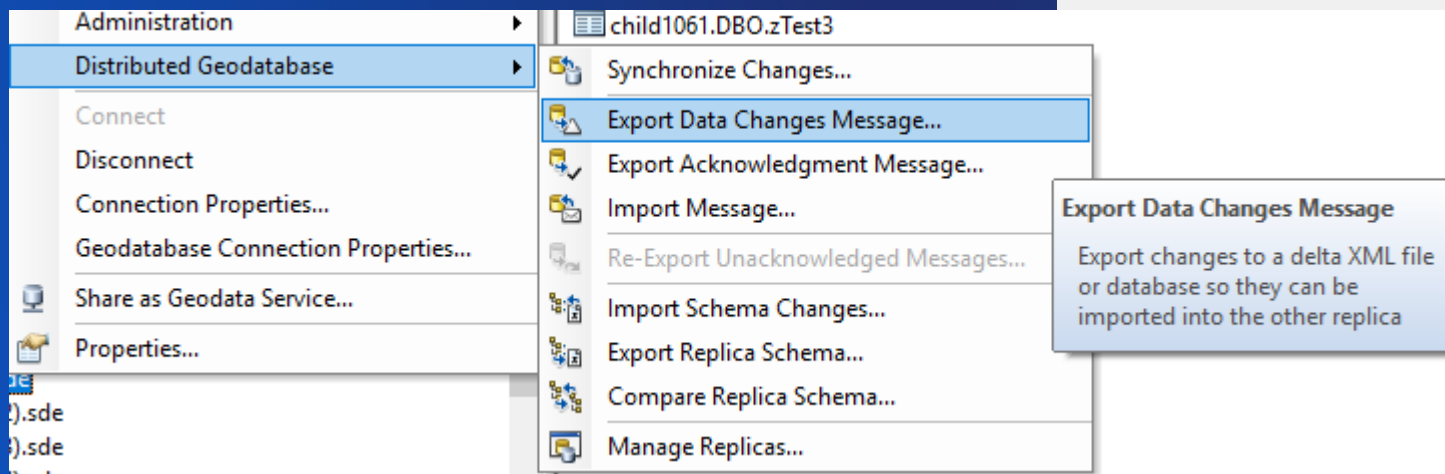 Administration
Distributed Geodatabase
Connect
Disconnect
Connection Properties...
Geodatabase Connection Properties...
Share as Geodata Service...
Properties...
).sde
).sde
child1061.DBO.zTest3
Synchronize Changes...
Export Data Changes Message...
Export Acknowledgment Message...
Import Message...
Re-Export Unacknowledged Messages...
Import Schema Changes...
Export Replica Schema...
Compare Replica Schema...
Manage Replicas...
Export Data Changes Message
Export changes to a delta XML file
or database so they can be
imported into the other replica